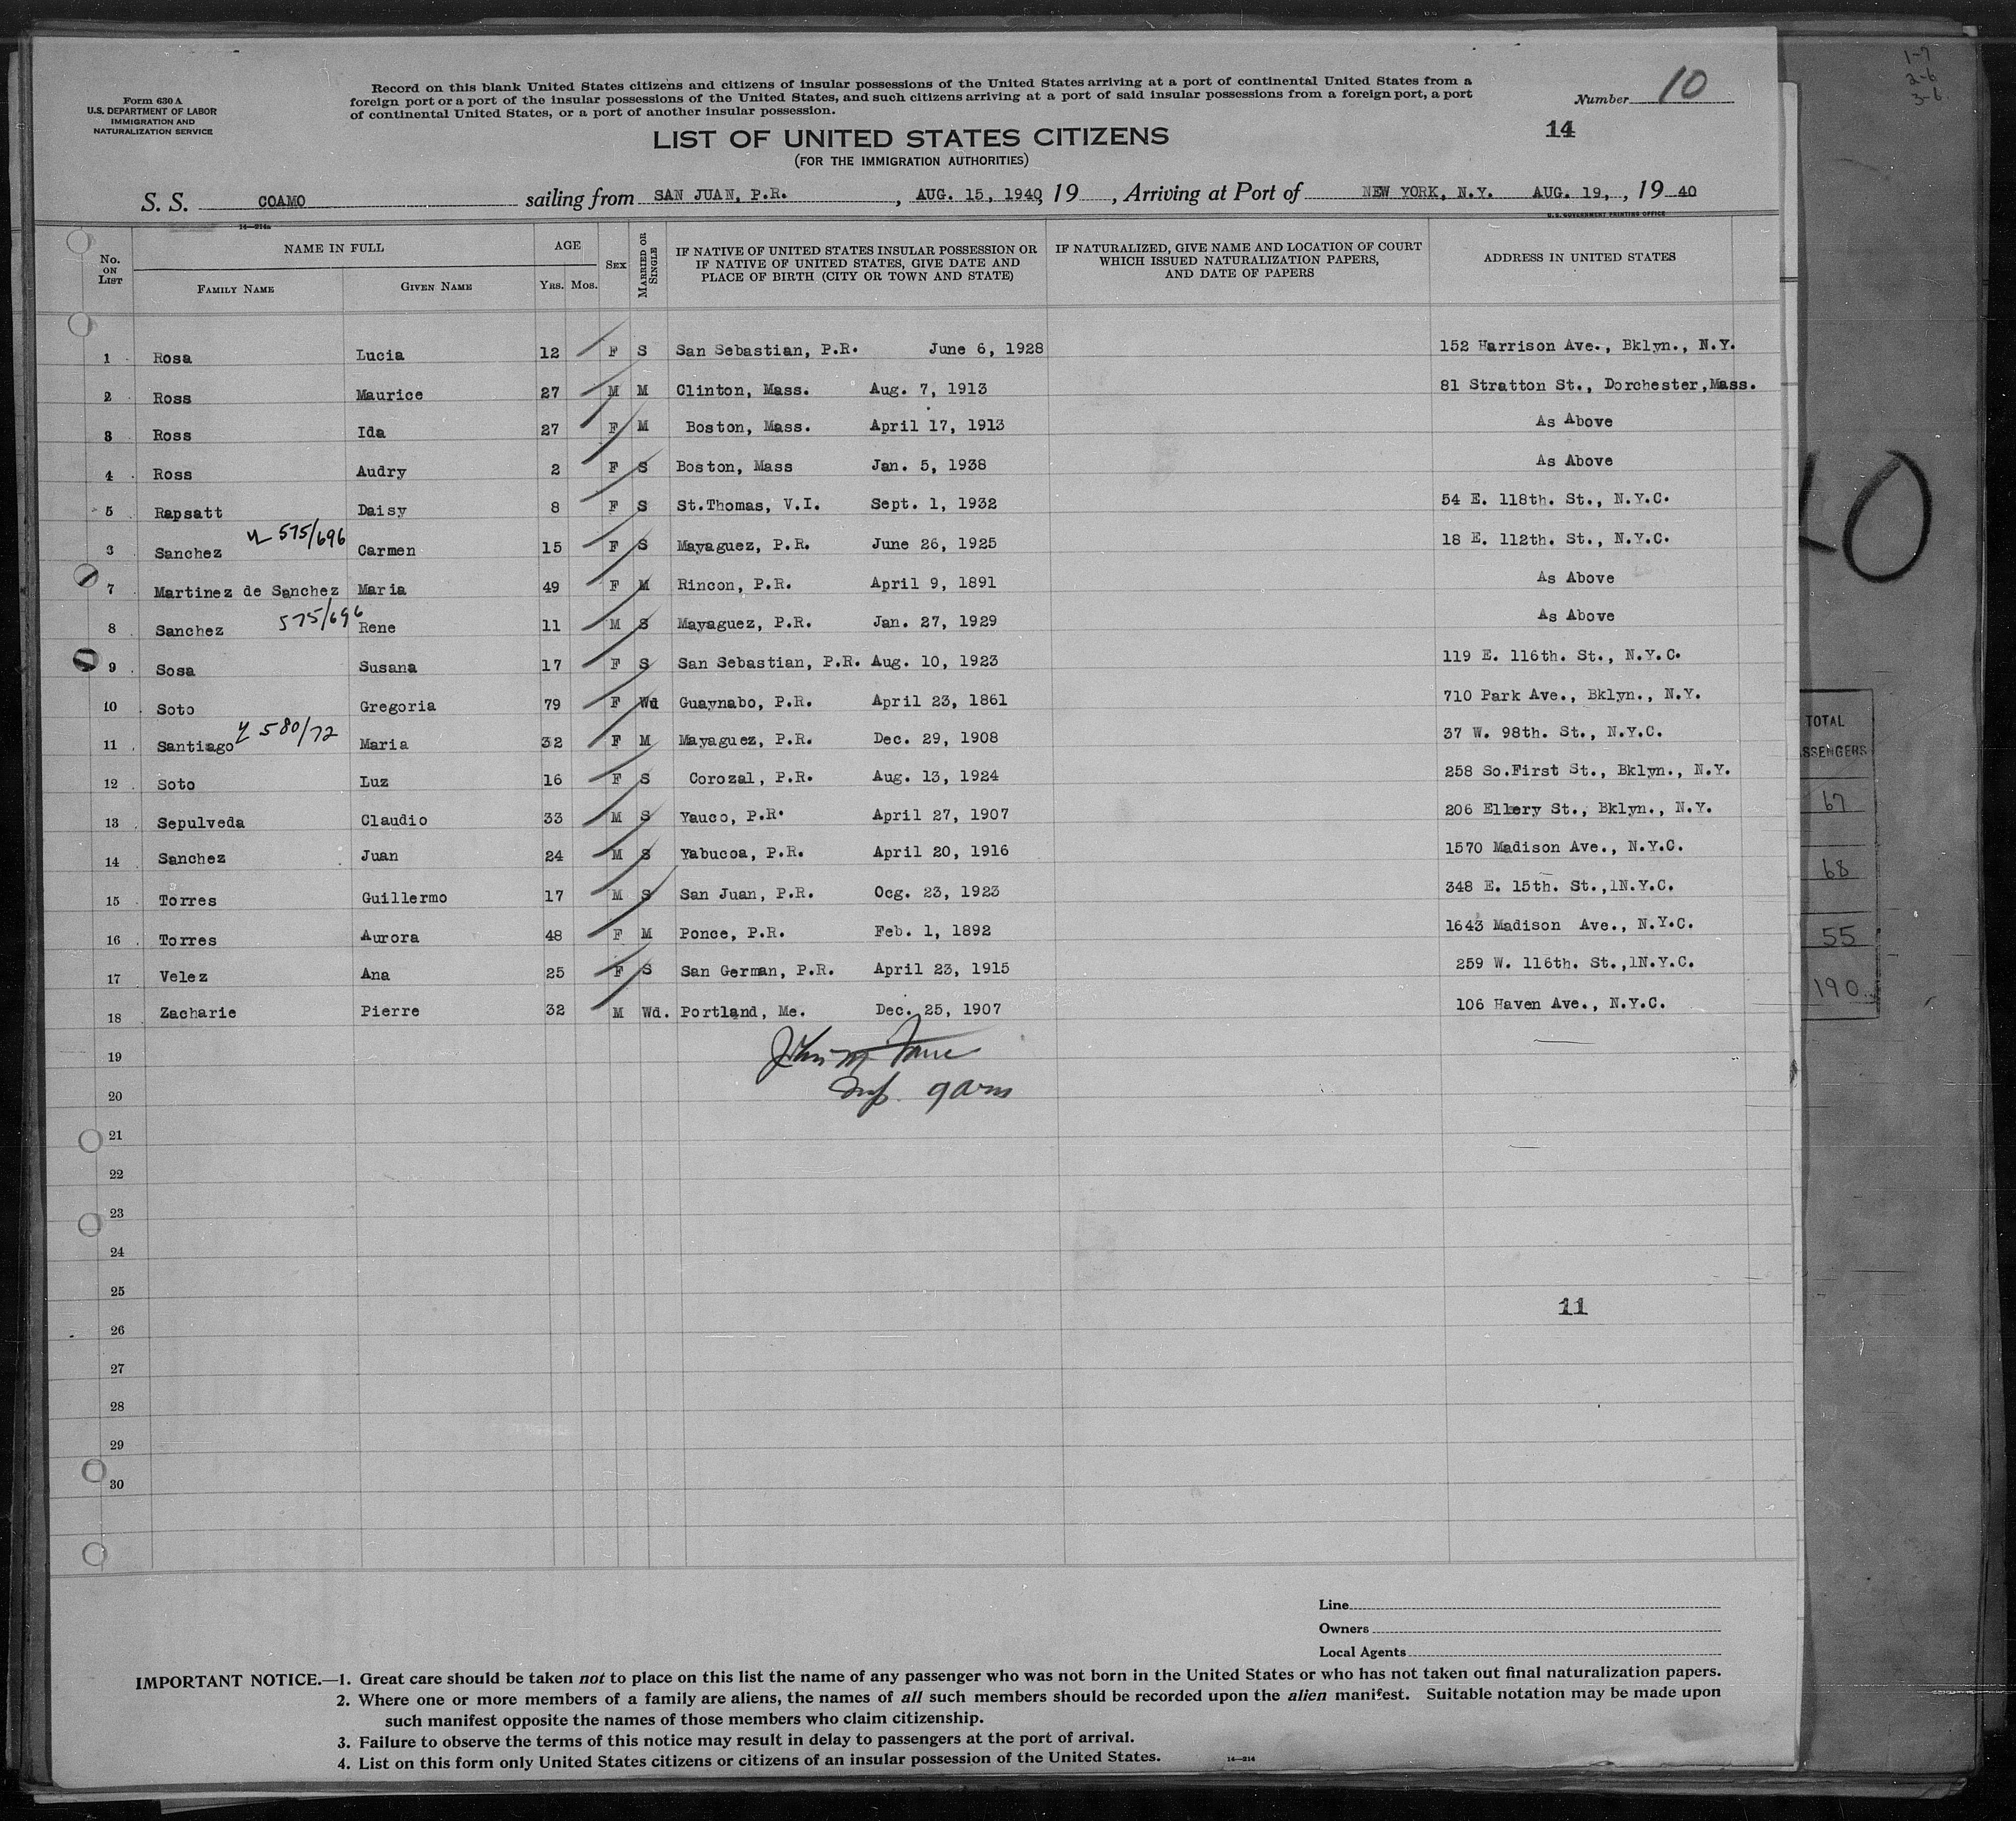 1-7
2-6
3-6
Form 630 A
U.S. DEPARTMENT OF LABOR
IMMIGRATION AND
NATURALIZATION SERVICE
Record on this blank United States citizens and citizens of insular possessions of the United States arriving at a port of continental United States from a
foreign port or a port of the insular possessions of the United States, and such citizens arriving at a port of said insular possessions from a foreign port, a port
of continental United States, or a port of another insular possession.
Number 10
14
LIST OF UNITED STATES CITIZENS
(FOR THE IMMIGRATION AUTHORITIES)
S. S. COAMO sailing from SAN JUAN, P.R. , AUG. 15, 1940, 19 , Arriving at Port of NEW YORK, N.Y. AUG. 19, , 19 40
14—214a
U.S. GOVERNMENT PRINTING OFFICE
No. ON LIST
NAME IN FULL
FAMILY NAME
GIVEN NAME
AGE
YRS. MOS.
SEX
MARRIED OR SINGLE
IF NATIVE OF UNITED STATES INSULAR POSSESSION OR
IF NATIVE OF UNITED STATES, GIVE DATE AND
PLACE OF BIRTH (CITY OR TOWN AND STATE)
IF NATURALIZED, GIVE NAME AND LOCATION OF COURT
WHICH ISSUED NATURALIZATION PAPERS,
AND DATE OF PAPERS
ADDRESS IN UNITED STATES
1 Rosa Lucia 12 F S San Sebastian, P.R. June 6, 1928 152 Harrison Ave., Bklyn., N.Y.
2 Ross Maurice 27 M M Clinton, Mass. Aug. 7, 1913 81 Stratton St., Dorchester,Mass.
3 Ross Ida 27 F M Boston, Mass. April 17, 1913 As Above
4 Ross Audry 2 F S Boston, Mass Jan. 5, 1938 As Above
5 Rapsatt Daisy 8 F S St.Thomas, V.I. Sept. 1, 1932 54 E. 118th. St., N.Y.C.
575/696
6 Sanchez Carmen 15 F S Mayaguez, P.R. June 26, 1925 18 E. 112th. St., N.Y.C.
7 Martinez de Sanchez Maria 49 F M Rincon, P.R. April 9, 1891 As Above
575/696
8 Sanchez Rene 11 M S Mayaguez, P.R. Jan. 27, 1929 As Above
9 Sosa Susana 17 F S San Sebastian, P.R. Aug. 10, 1923 119 E. 116th. St., N.Y.C.
10 Soto Gregoria 79 F Wd Guaynabo, P.R. April 23, 1861 710 Park Ave., Bklyn., N.Y.
580/72
11 Santiago Maria 32 F M Mayaguez, P.R. Dec. 29, 1908 37 W. 98th. St., N.Y.C.
12 Soto Luz 16 F S Corozal, P.R. Aug. 13, 1924 258 So.First St., Bklyn., N.Y.
13 Sepulveda Claudio 33 M S Yauco, P.R. April 27, 1907 206 Ellery St., Bklyn., N.Y.
14 Sanchez Juan 24 M S Yabucoa, P.R. April 20, 1916 1570 Madison Ave., N.Y.C.
15 Torres Guillermo 17 M S San Juan, P.R. Ocg. 23, 1923 348 E. 15th. St.,lN.Y.C.
16 Torres Aurora 48 F M Ponce, P.R. Feb. 1, 1892 1643 Madison Ave., N.Y.C.
17 Velez Ana 25 F S San German, P.R. April 23, 1915 259 W. 116th. St.,lN.Y.C.
18 Zacharie Pierre 32 M Wd. Portland, Me. Dec. 25, 1907 106 Haven Ave., N.Y.C.
19
20
21
22
23
24
25
11
26
27
28
29
30
TOTAL
67
68
55
190
Line
Owners
Local Agents
IMPORTANT NOTICE.—1. Great care should be taken not to place on this list the name of any passenger who was not born in the United States or who has not taken out final naturalization papers.
2. Where one or more members of a family are aliens, the names of all such members should be recorded upon the alien manifest. Suitable notation may be made upon
such manifest opposite the names of those members who claim citizenship.
3. Failure to observe the terms of this notice may result in delay to passengers at the port of arrival.
4. List on this form only United States citizens or citizens of an insular possession of the United States.
14—214